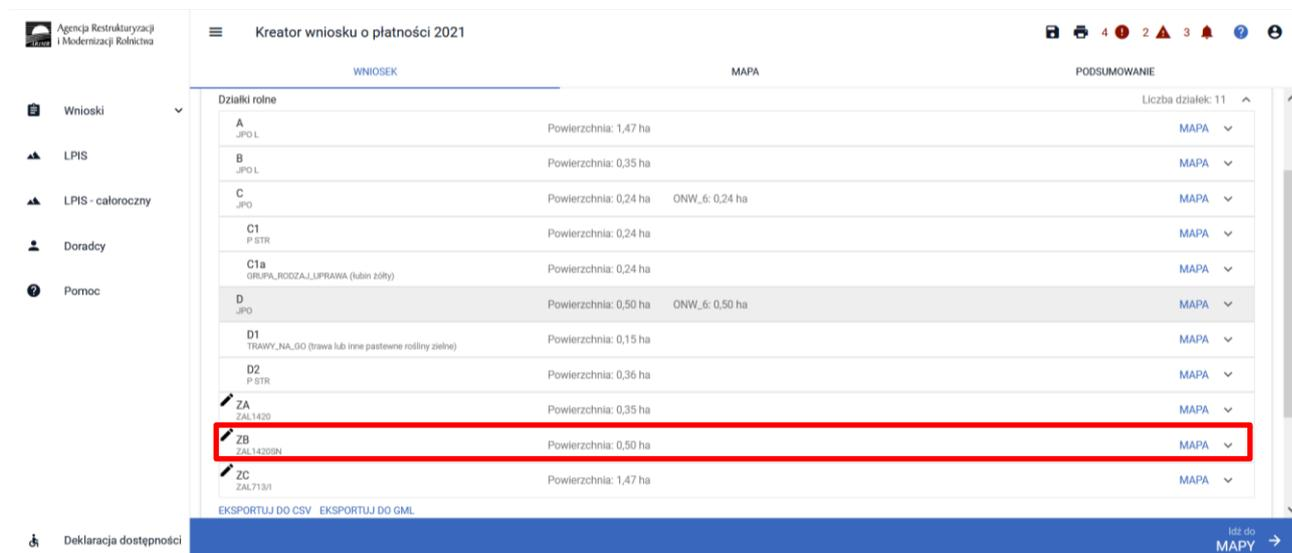 Agencja Restrukturyzacji
i Modernizacji Rolnictwa
Kreator wniosku o płatności 2021
4 2 3
WNIOSEK MAPA PODSUMOWANIE
Wnioski
LPIS
LPIS - całoroczny
Doradcy
Pomoc
Deklaracja dostępności
Działki rolne Liczba działek: 11
A
JPO L
Powierzchnia: 1,47 ha MAPA
B
JPO L
Powierzchnia: 0,35 ha MAPA
C
JPO
Powierzchnia: 0,24 ha ONW_6: 0,24 ha MAPA
C1
P STR
Powierzchnia: 0,24 ha MAPA
C1a
GRUPA_RODZAJ_UPRAWA (łubin żółty)
Powierzchnia: 0,24 ha MAPA
D
JPO
Powierzchnia: 0,50 ha ONW_6: 0,50 ha MAPA
D1
TRAWY_NA_GO (trawa lub inne pastewne rośliny zielne)
Powierzchnia: 0,15 ha MAPA
D2
P STR
Powierzchnia: 0,36 ha MAPA
ZA
ZAL1420
Powierzchnia: 0,35 ha MAPA
ZB
ZAL1420SN
Powierzchnia: 0,50 ha MAPA
ZC
ZAL713/I
Powierzchnia: 1,47 ha MAPA
EKSPORTUJ DO CSV EKSPORTUJ DO GML
Idź do
MAPY